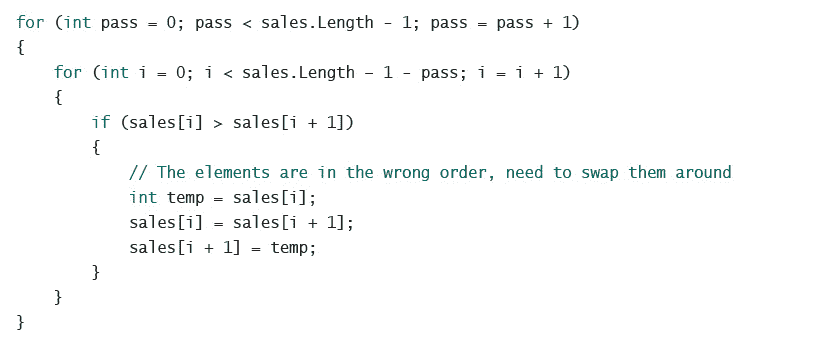 for (int pass = 0; pass < sales.Length - 1; pass = pass + 1)
{
    for (int i = 0; i < sales.Length - 1 - pass; i = i + 1)
    {
        if (sales[i] > sales[i + 1])
        {
            // The elements are in the wrong order, need to swap them around
            int temp = sales[i];
            sales[i] = sales[i + 1];
            sales[i + 1] = temp;
        }
    }
}